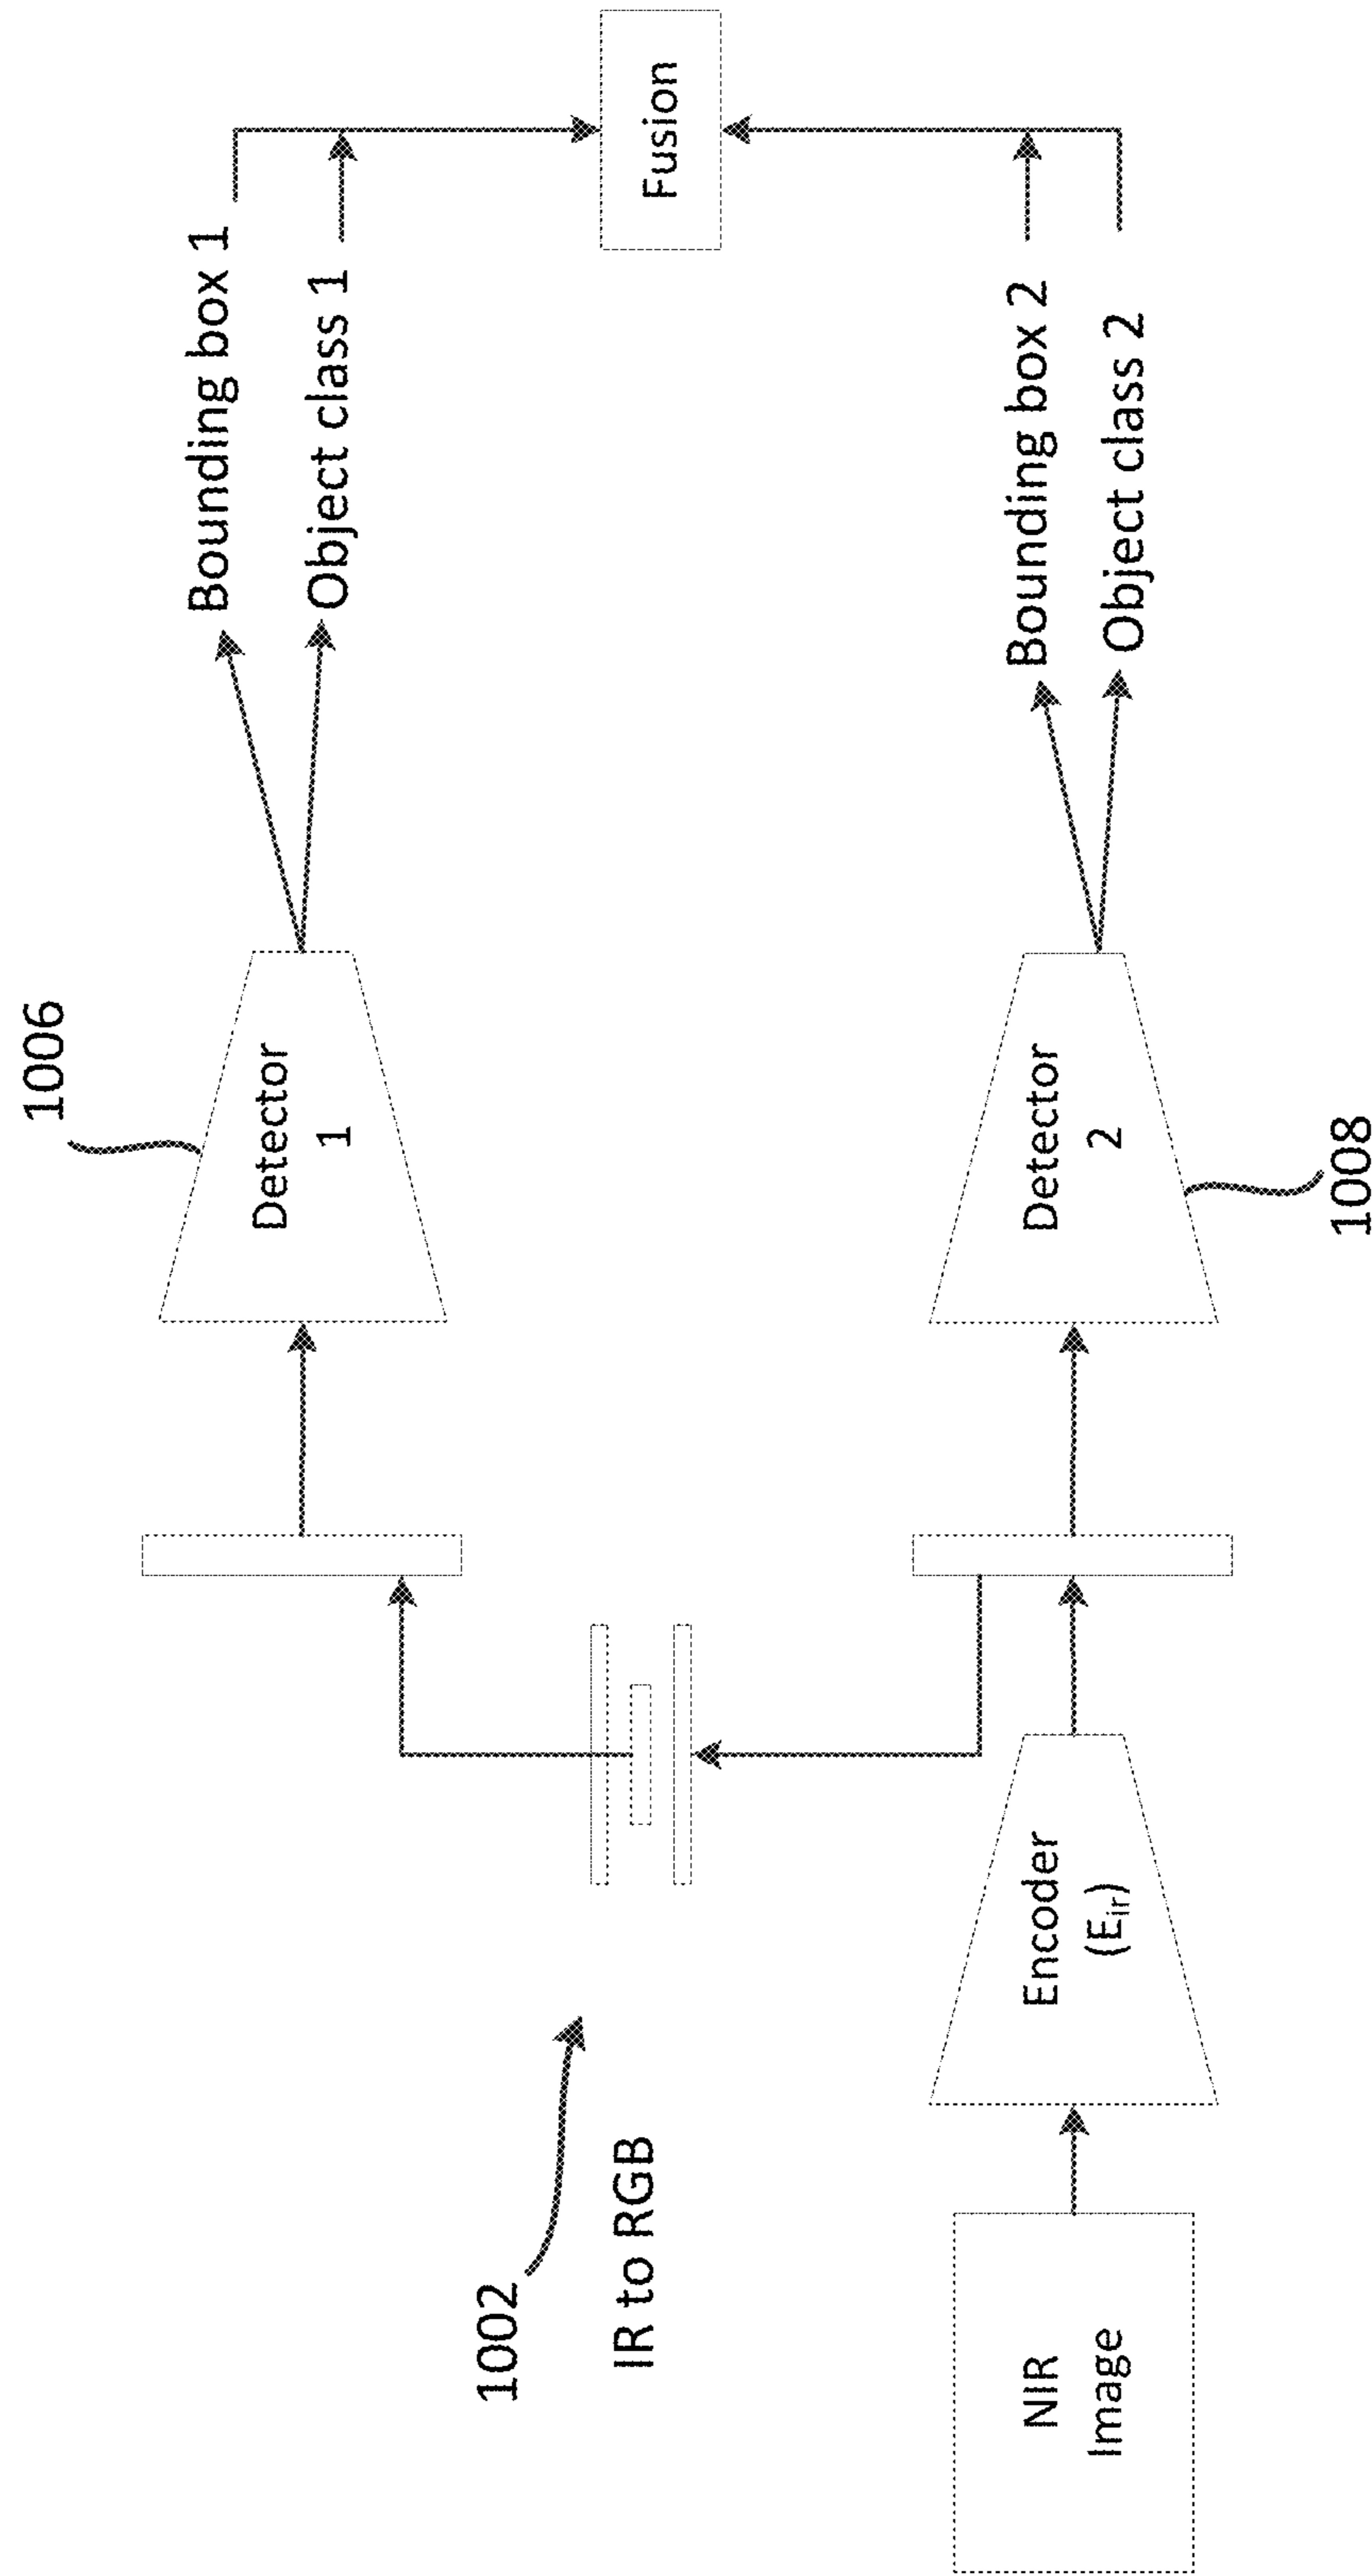 1006
Detector
1
Bounding box 1
Object class 1
Fusion
1002
IR to RGB
NIR
Image
Encoder
(Eir)
Detector
2
1008
Bounding box 2
Object class 2